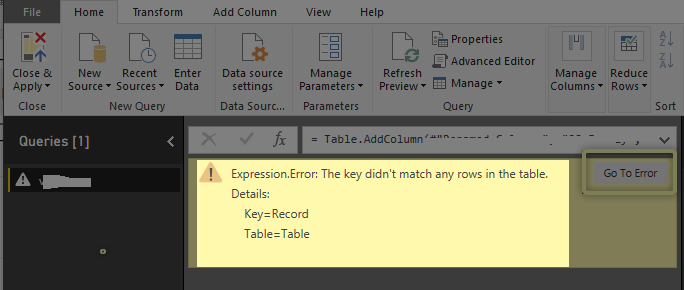 File Home Transform Add Column View Help
Close & Apply New Source Recent Sources Enter Data Data source settings Manage Parameters Refresh Preview Properties Advanced Editor Manage Manage Columns Reduce Rows
Close New Query Data Sourc... Parameters Query Sort
Queries [1]
= Table.AddColumn(
Expression.Error: The key didn't match any rows in the table.
Go To Error
Details:
Key=Record
Table=Table